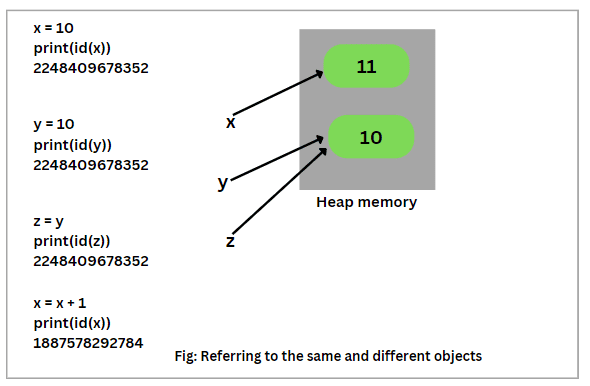 x = 10
print(id(x))
2248409678352
y = 10
print(id(y))
2248409678352
z = y
print(id(z))
2248409678352
x = x + 1
print(id(x))
1887578292784
11
10
x
y
z
Heap memory
Fig: Referring to the same and different objects